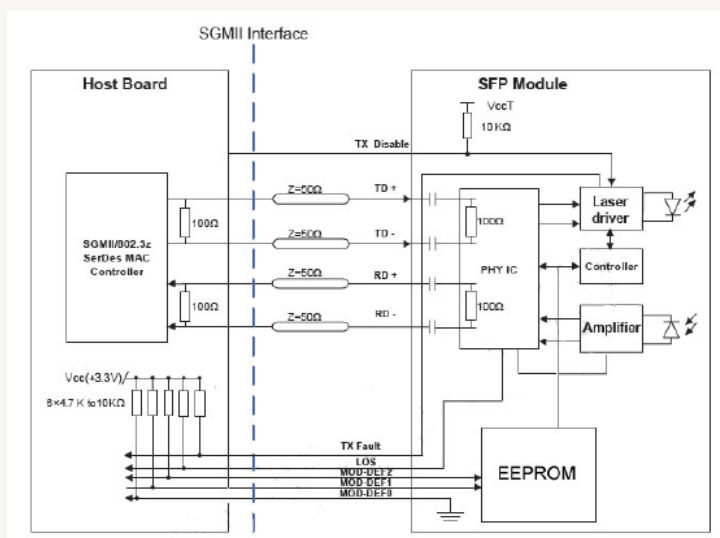 SGMII Interface
Host Board
SFP Module
VccT
10KΩ
TX Disable
Z=50Ω
TD +
100Ω
100Ω
Laser
driver
Z=50Ω
TD -
SGMII/802.3z
SerDes MAC
Controller
PHY IC
Controller
Z=50Ω
RD +
100Ω
100Ω
Z=50Ω
RD -
Amplifier
Vcc(+3.3V)
6×4.7 K to10KΩ
TX Fault
LOS
MOD-DEF2
MOD-DEF1
MOD-DEF0
EEPROM